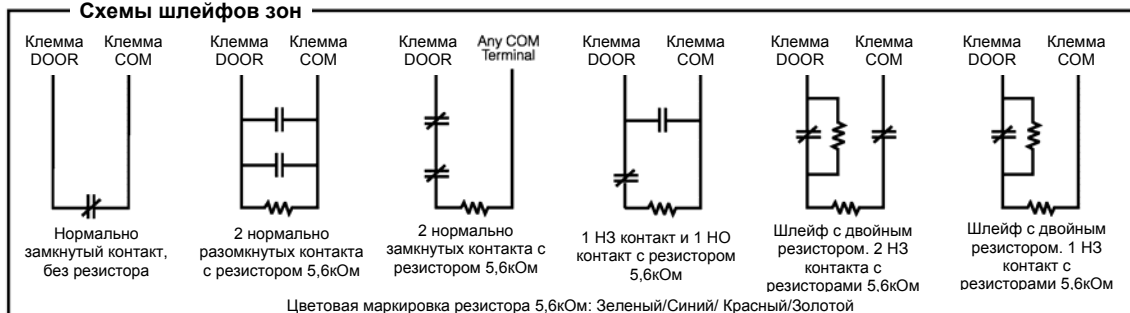 Схемы шлейфов зон
Клемма DOOR
Клемма COM
Нормально
замкнутый контакт,
без резистора
Клемма DOOR
Клемма COM
2 нормально
разомкнутых контакта
с резистором 5,6кОм
Клемма DOOR
Any COM Terminal
2 нормально
замкнутых контакта с
резистором 5,6кОм
Клемма DOOR
Клемма COM
1 НЗ контакт и 1 НО
контакт с резистором
5,6кОм
Клемма DOOR
Клемма COM
Шлейф с двойным
резистором. 2 НЗ
контакта с
резисторами 5,6кОм
Клемма DOOR
Клемма COM
Шлейф с двойным
резистором. 1 НЗ
контакт с
резисторами 5,6кОм
Цветовая маркировка резистора 5,6кОм: Зеленый/Синий/ Красный/Золотой